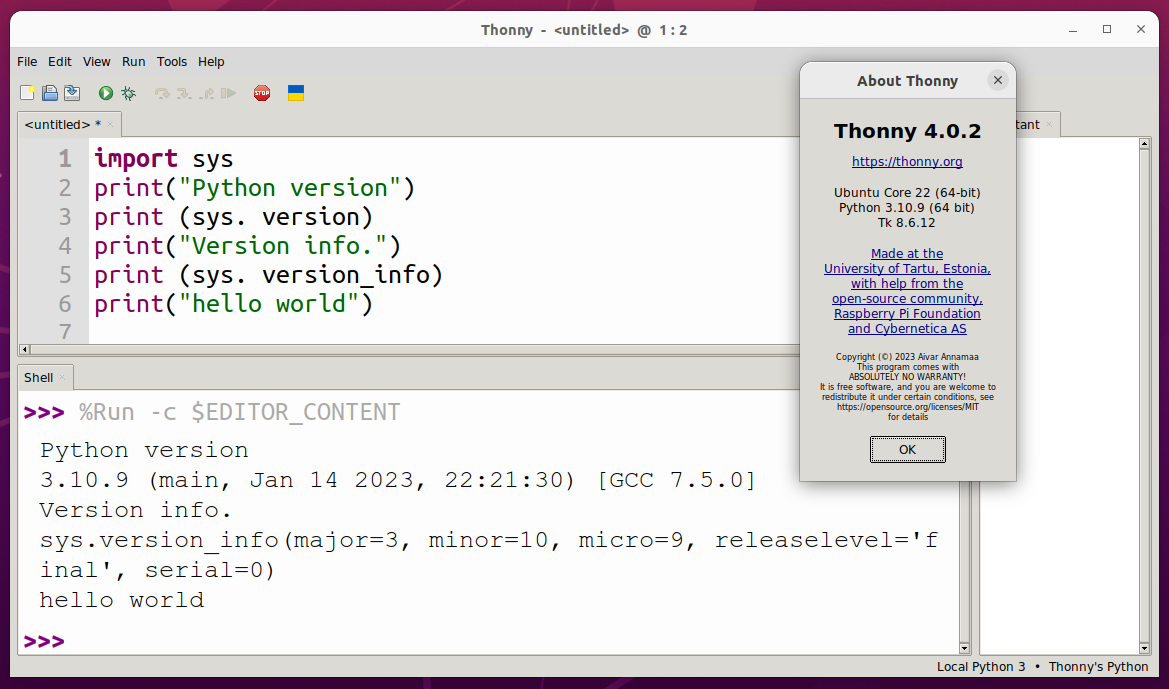 Thonny - <untitled> @ 1:2
File Edit View Run Tools Help
STOP
<untitled> *
1 import sys
2 print("Python version")
3 print (sys. version)
4 print("Version info.")
5 print (sys. version_info)
6 print("hello world")
7
Shell
>>> %Run -c $EDITOR_CONTENT
Python version
3.10.9 (main, Jan 14 2023, 22:21:30) [GCC 7.5.0]
Version info.
sys.version_info(major=3, minor=10, micro=9, releaselevel='f
inal', serial=0)
hello world
>>>
tant
About Thonny
Thonny 4.0.2
https://thonny.org
Ubuntu Core 22 (64-bit)
Python 3.10.9 (64 bit)
Tk 8.6.12
Made at the
University of Tartu, Estonia,
with help from the
open-source community,
Raspberry Pi Foundation
and Cybernetica AS
Copyright (©) 2023 Aivar Annamaa
This program comes with
ABSOLUTELY NO WARRANTY!
It is free software, and you are welcome to
redistribute it under certain conditions, see
https://opensource.org/licenses/MIT
for details
OK
Local Python 3 • Thonny's Python